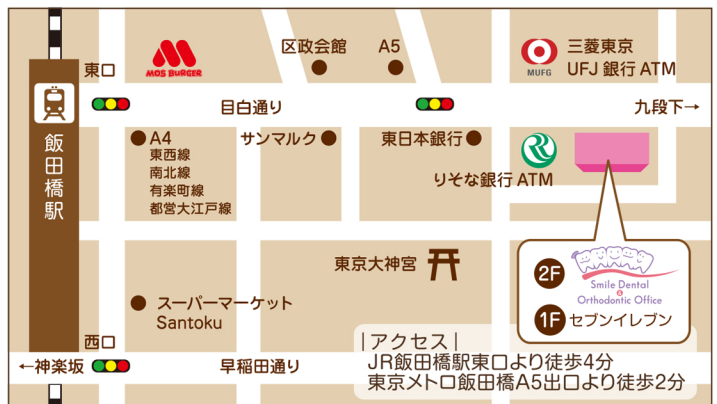 東口
MOS BURGER
区政会館
A5
三菱東京
UFJ 銀行 ATM
MUFG
目白通り
九段下→
飯田橋駅
A4
東西線
南北線
有楽町線
都営大江戸線
サンマルク
東日本銀行
りそな銀行 ATM
東京大神宮
2F
Smile Dental
&
Orthodontic Office
1F セブンイレブン
スーパーマーケット
Santoku
西口
←神楽坂
早稲田通り
|アクセス|
JR飯田橋駅東口より徒歩4分
東京メトロ飯田橋A5出口より徒歩2分